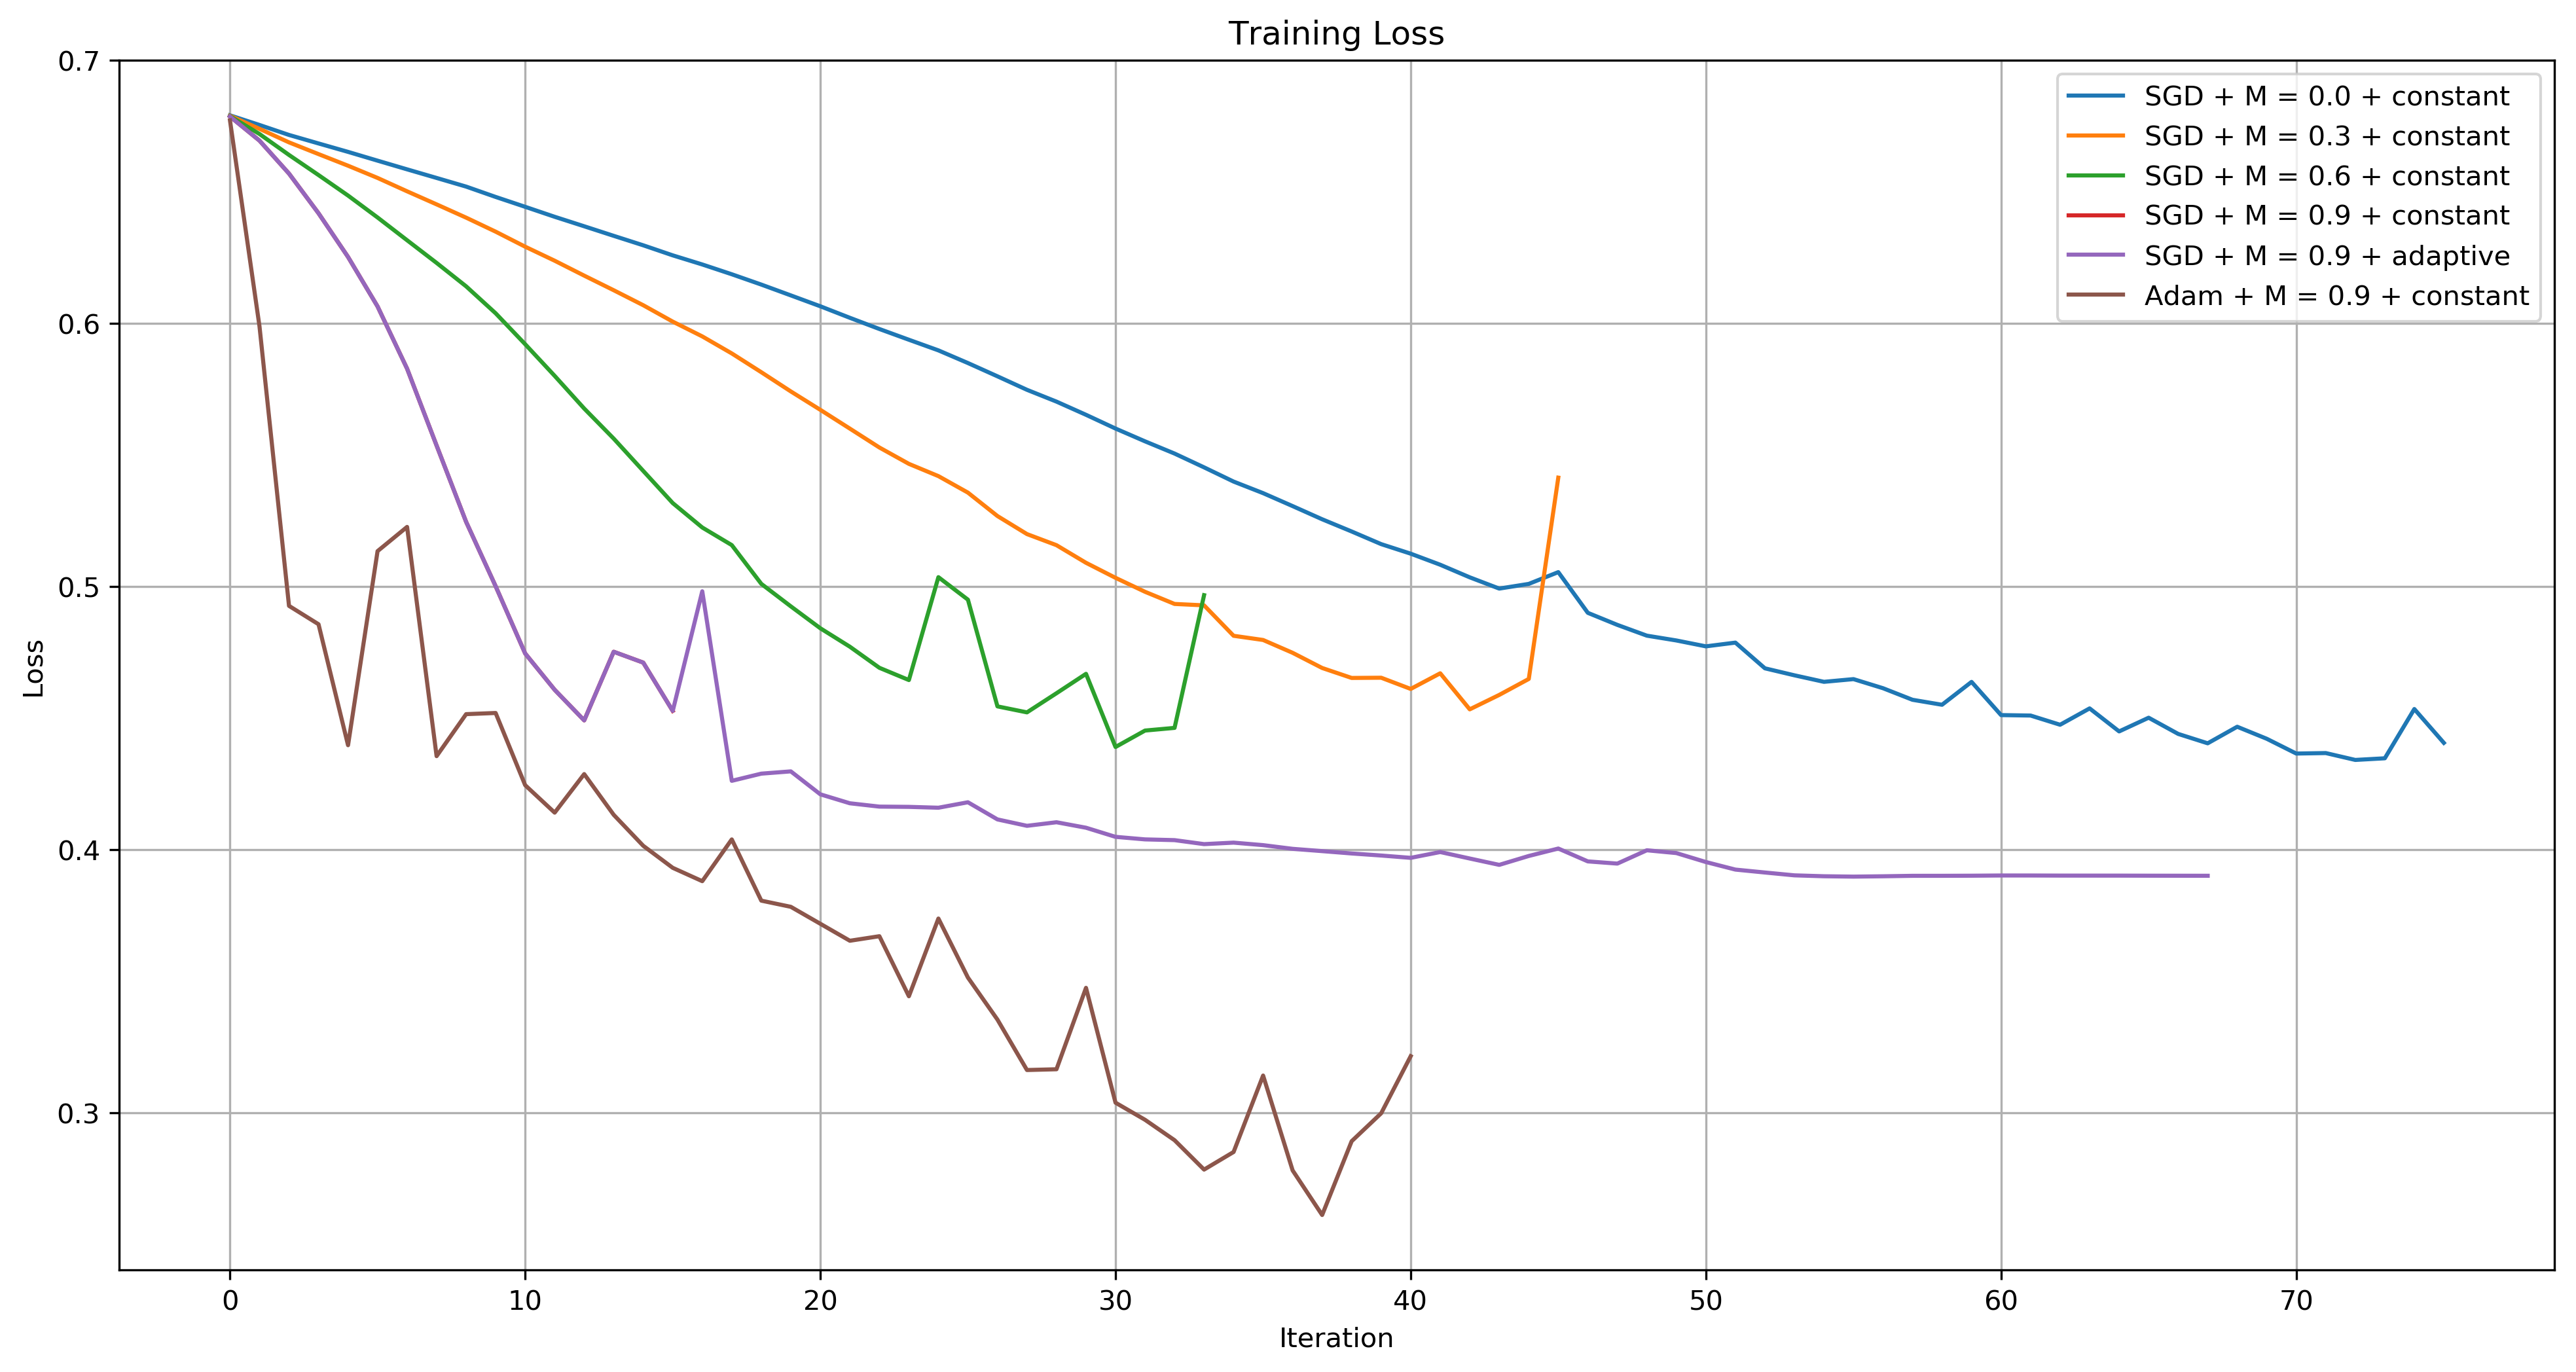 Training Loss
0.7
0.6
0.5
0.4
0.3
Loss
0 10 20 30 40 50 60 70
Iteration
SGD + M = 0.0 + constant
SGD + M = 0.3 + constant
SGD + M = 0.6 + constant
SGD + M = 0.9 + constant
SGD + M = 0.9 + adaptive
Adam + M = 0.9 + constant